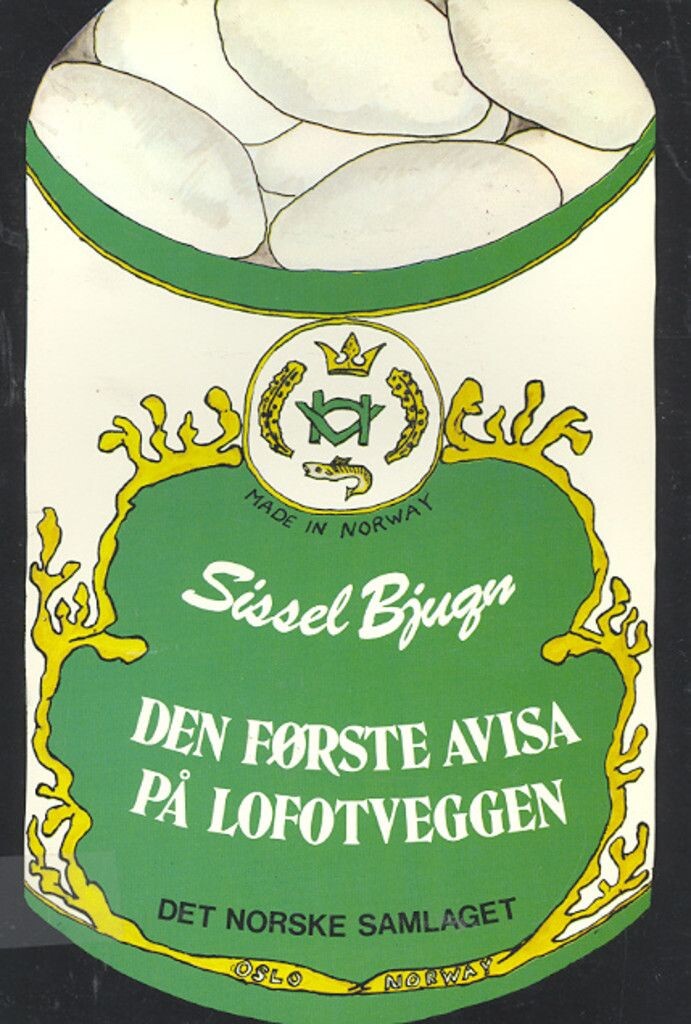 MADE IN NORWAY
Sissel Bjugn
DEN FØRSTE AVISA
PÅ LOFOTVEGGEN
DET NORSKE SAMLAGET
OSLO NORWAY